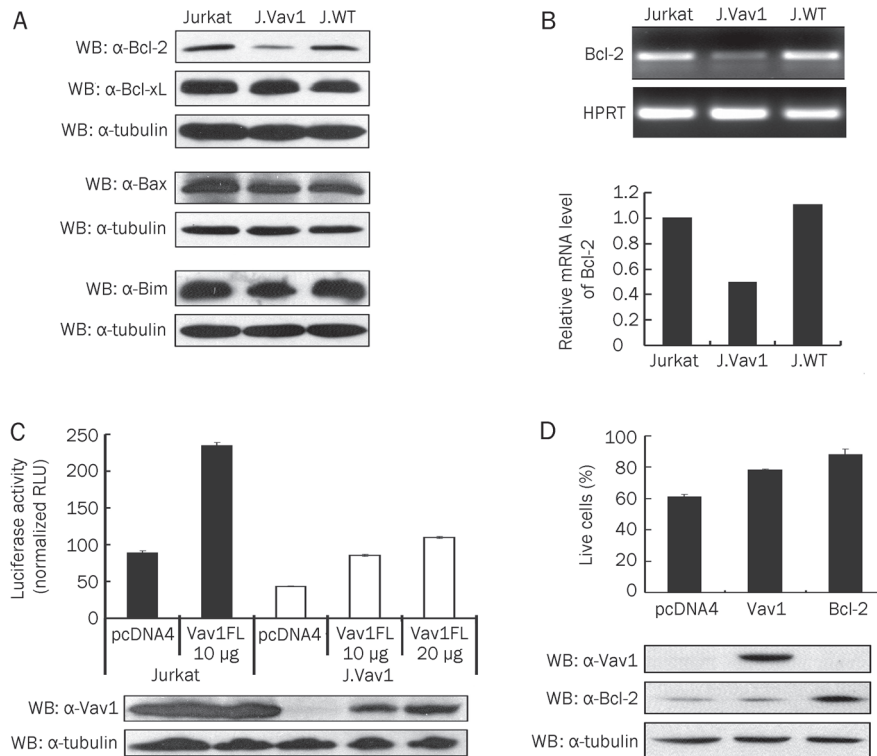 A
Jurkat J.Vav1 J.WT
WB: α-Bcl-2
WB: α-Bcl-xL
WB: α-tubulin
WB: α-Bax
WB: α-tubulin
WB: α-Bim
WB: α-tubulin
B
Jurkat J.Vav1 J.WT
Bcl-2
HPRT
Relative mRNA level
of Bcl-2
1.2
1.0
0.8
0.6
0.4
0.2
0
Jurkat J.Vav1 J.WT
C
Luciferase activity
(normalized RLU)
250
200
150
100
50
0
pcDNA4 Vav1FL pcDNA4 Vav1FL Vav1FL
10 μg 10 μg 20 μg
Jurkat J.Vav1
WB: α-Vav1
WB: α-tubulin
D
Live cells (%)
100
80
60
40
20
0
pcDNA4 Vav1 Bcl-2
WB: α-Vav1
WB: α-Bcl-2
WB: α-tubulin